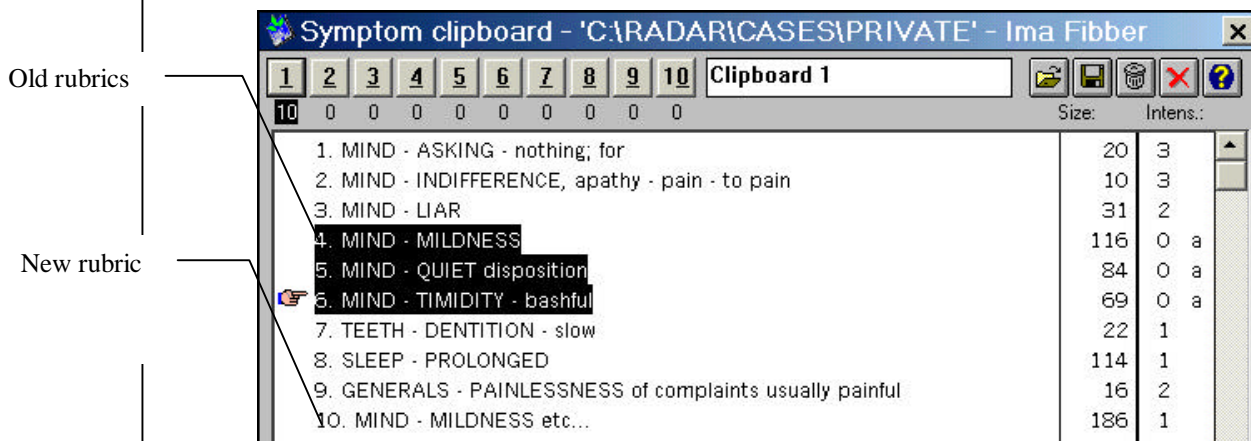 Symptom clipboard - 'C:\RADAR\CASES\PRIVATE' - Ima Fibber
Old rubrics
1 2 3 4 5 6 7 8 9 10 Clipboard 1
10 0 0 0 0 0 0 0 0 0 Size: Intens.:
1. MIND - ASKING - nothing; for 20 3
2. MIND - INDIFFERENCE, apathy - pain - to pain 10 3
3. MIND - LIAR 31 2
4. MIND - MILDNESS 116 0 a
New rubric
5. MIND - QUIET disposition 84 0 a
6. MIND - TIMIDITY - bashful 69 0 a
7. TEETH - DENTITION - slow 22 1
8. SLEEP - PROLONGED 114 1
9. GENERALS - PAINLESSNESS of complaints usually painful 16 2
10. MIND - MILDNESS etc... 186 1